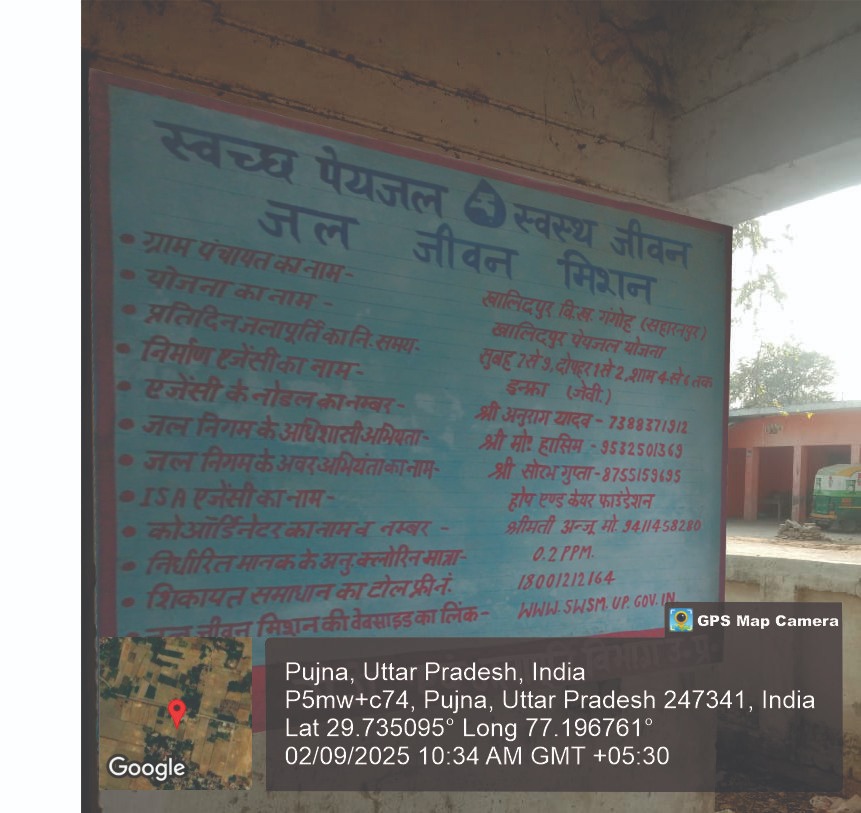 स्वच्छ पेयजल स्वस्थ जीवन
जल जीवन मिशन
• ग्राम पंचायत का नाम- खालिदपुर वि.ख. गंगोह (सहारनपुर)
• योजना का नाम - खालिदपुर पेयजल योजना
• प्रतिदिन जलापूर्ति का नि. समय- सुबह 7 से 9, दोपहर 1 से 2, शाम 4 से 6 तक
• निर्माण एजेंसी का नाम- इन्फ्रा (जेवी.)
• एजेंसी के नोडल का नम्बर- श्री अनुराग यादव - 7388371912
• जल निगम के अधिशासी अभियंता- श्री मो० हासिम - 9532501369
• जल निगम के अवर अभियंता का नाम- श्री सोरभ गुप्ता - 8755159695
• ISA एजेंसी का नाम- होप एण्ड केयर फाउंडेशन
• कोऑर्डिनेटर का नाम व नम्बर - श्रीमती अन्जू मो. 9411458280
• निर्धारित मानक के अनु क्लोरिन मात्रा- 0.2 PPM.
• शिकायत समाधान का टोल फ्री नं. 18001212164
जल जीवन मिशन की वेबसाइड का लिंक- WWW.SWSM.UP.GOV.IN
GPS Map Camera
Pujna, Uttar Pradesh, India
P5mw+c74, Pujna, Uttar Pradesh 247341, India
Lat 29.735095° Long 77.196761°
02/09/2025 10:34 AM GMT +05:30
Google